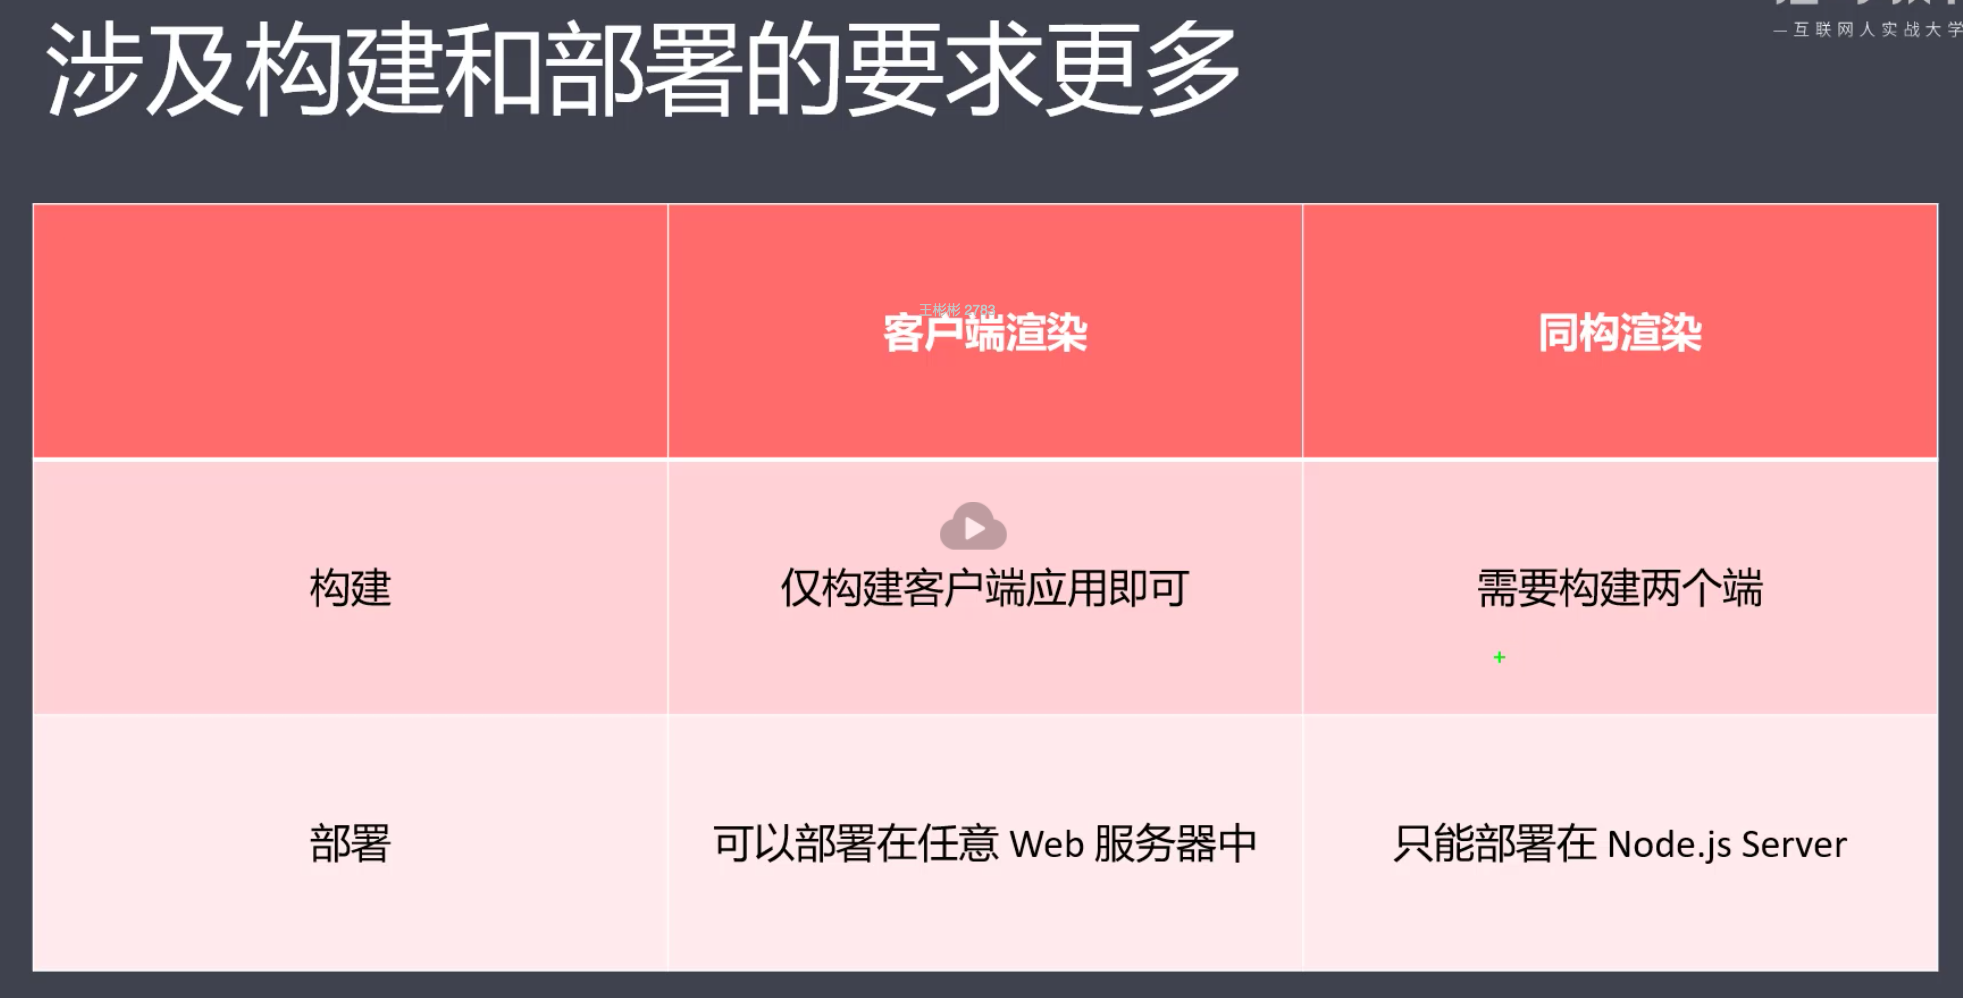 —互联网人实战大学
涉及构建和部署的要求更多
王彬彬 2783
客户端渲染
同构渲染
构建
仅构建客户端应用即可
需要构建两个端
部署
可以部署在任意 Web 服务器中
只能部署在 Node.js Server